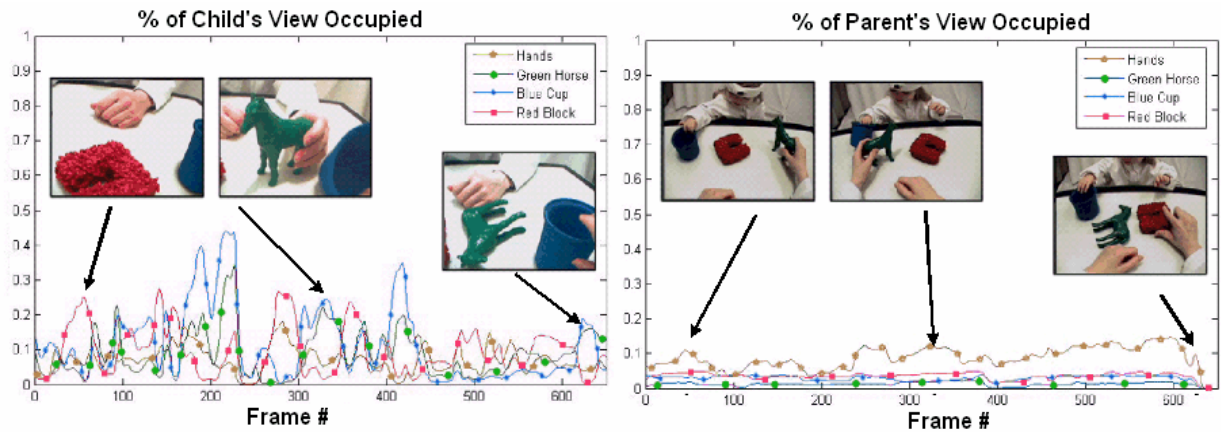 % of Child's View Occupied
1
0.9
0.8
0.7
0.6
0.5
0.4
0.3
0.2
0.1
0
Hands
Green Horse
Blue Cup
Red Block
0 100 200 300 400 500 600
Frame #
% of Parent's View Occupied
1
0.9
0.8
0.7
0.6
0.5
0.4
0.3
0.2
0.1
0
Hands
Green Horse
Blue Cup
Red Block
0 100 200 300 400 500 600
Frame #